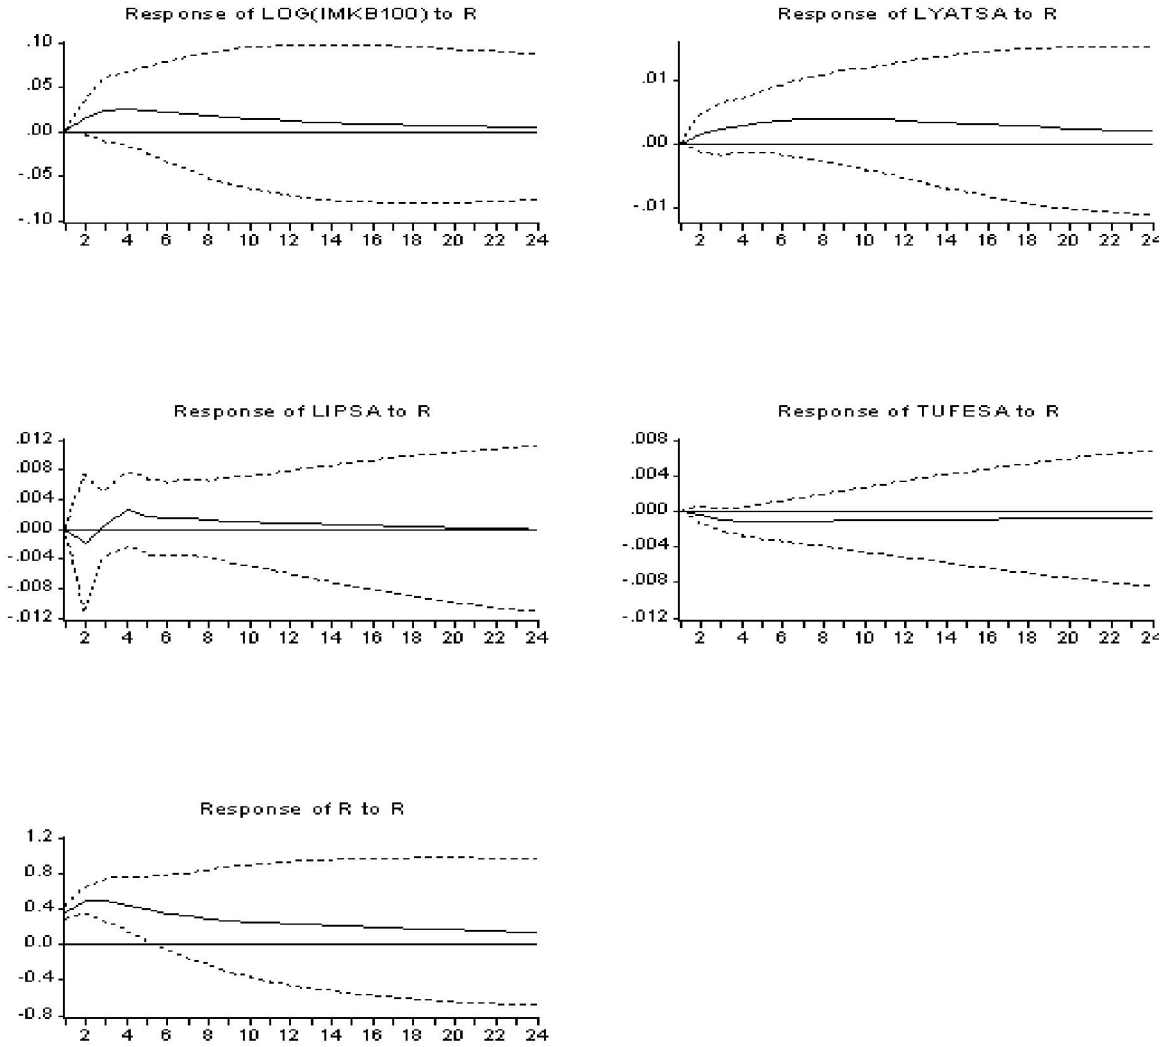 Response of LOG(IMKB100) to R
.10
.05
.00
-.05
-.10
2 4 6 8 10 12 14 16 18 20 22 24
Response of LYATSA to R
.01
.00
-.01
2 4 6 8 10 12 14 16 18 20 22 24
Response of LIPSA to R
.012
.008
.004
.000
-.004
-.008
-.012
2 4 6 8 10 12 14 16 18 20 22 24
Response of TUFESA to R
.008
.004
.000
-.004
-.008
-.012
2 4 6 8 10 12 14 16 18 20 22 24
Response of R to R
1.2
0.8
0.4
0.0
-0.4
-0.8
2 4 6 8 10 12 14 16 18 20 22 24